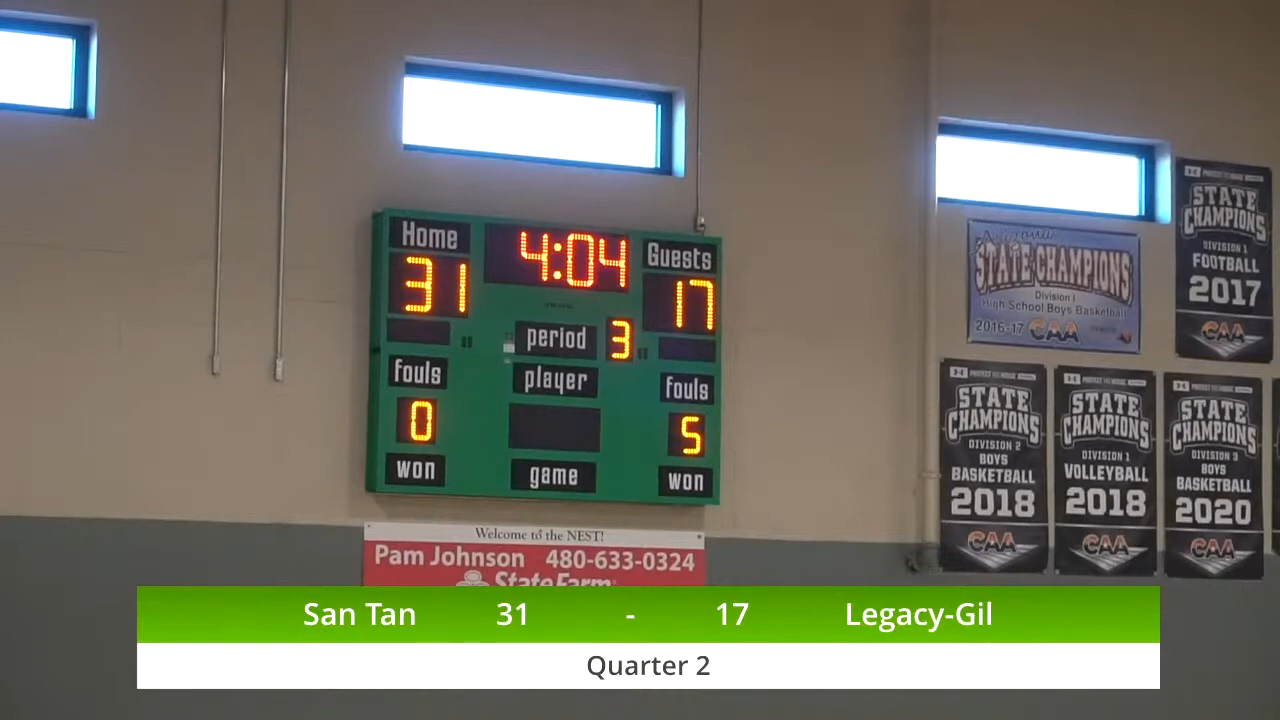 Home
4:04
Guests
31
17
period
3
fouls
player
fouls
0
5
won
game
won
Welcome to the NEST!
Pam Johnson 480-633-0324
State Farm
Arizona
STATE CHAMPIONS
Division I
High School Boys Basketball
2016-17 CAA
STATE
CHAMPIONS
DIVISION 1
FOOTBALL
2017
CAA
STATE
CHAMPIONS
DIVISION 2
BOYS
BASKETBALL
2018
CAA
STATE
CHAMPIONS
DIVISION 1
VOLLEYBALL
2018
CAA
STATE
CHAMPIONS
DIVISION 3
BOYS
BASKETBALL
2020
CAA
San Tan 31 - 17 Legacy-Gil
Quarter 2